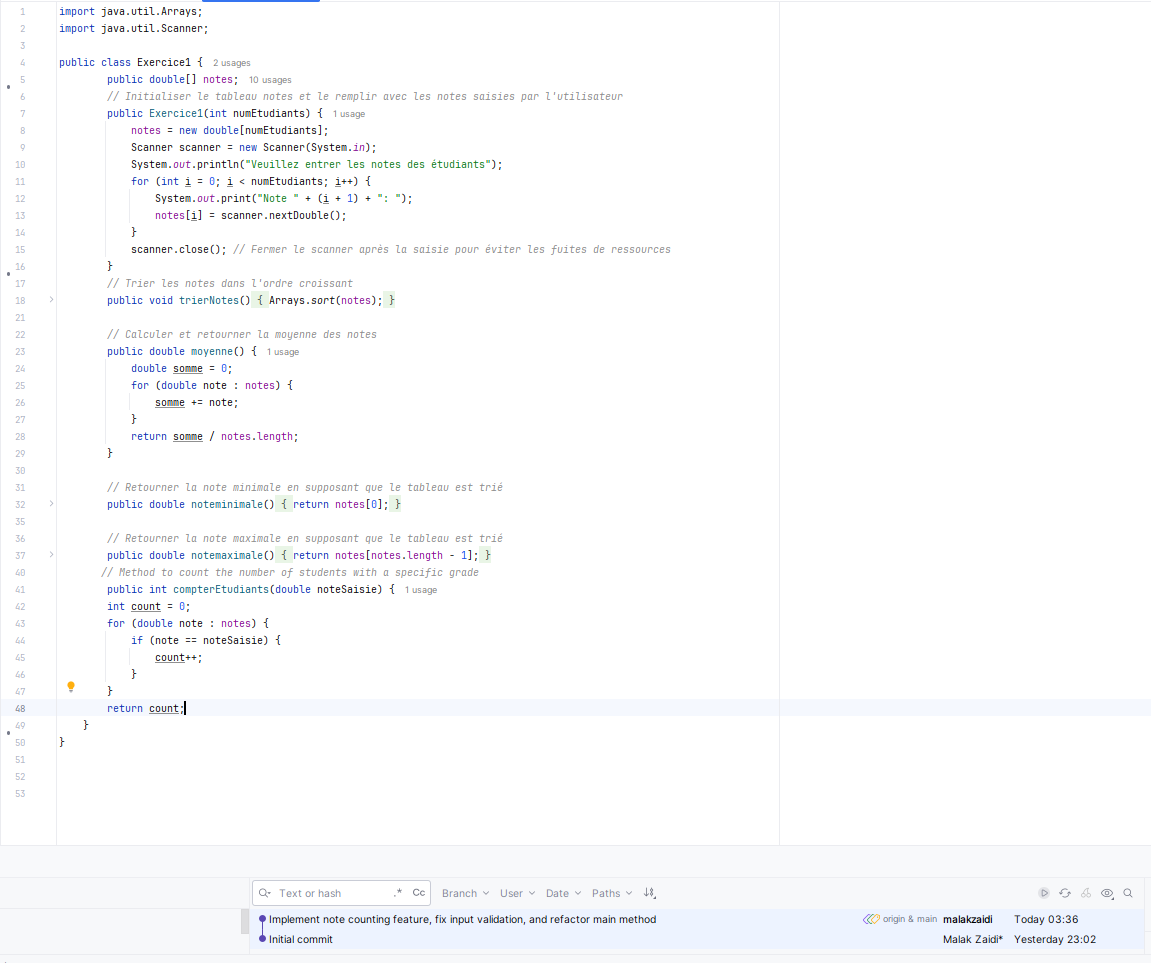 1 import java.util.Arrays;
2 import java.util.Scanner;
3
4 public class Exercice1 { 2 usages
5 public double[] notes; 10 usages
6 // Initialiser le tableau notes et le remplir avec les notes saisies par l'utilisateur
7 public Exercice1(int numEtudiants) { 1 usage
8 notes = new double[numEtudiants];
9 Scanner scanner = new Scanner(System.in);
10 System.out.println("Veuillez entrer les notes des étudiants");
11 for (int i = 0; i < numEtudiants; i++) {
12 System.out.print("Note " + (i + 1) + ": ");
13 notes[i] = scanner.nextDouble();
14 }
15 scanner.close(); // Fermer le scanner après la saisie pour éviter les fuites de ressources
16 }
17 // Trier les notes dans l'ordre croissant
18 public void trierNotes() { Arrays.sort(notes); }
21
22 // Calculer et retourner la moyenne des notes
23 public double moyenne() { 1 usage
24 double somme = 0;
25 for (double note : notes) {
26 somme += note;
27 }
28 return somme / notes.length;
29 }
30
31 // Retourner la note minimale en supposant que le tableau est trié
32 public double noteminimale() { return notes[0]; }
35
36 // Retourner la note maximale en supposant que le tableau est trié
37 public double notemaximale() { return notes[notes.length - 1]; }
40 // Method to count the number of students with a specific grade
41 public int compterEtudiants(double noteSaisie) { 1 usage
42 int count = 0;
43 for (double note : notes) {
44 if (note == noteSaisie) {
45 count++;
46 }
47 }
48 return count;
49 }
50 }
51
52
53
Text or hash .* Cc Branch User Date Paths
Implement note counting feature, fix input validation, and refactor main method origin & main malakzaidi Today 03:36
Initial commit Malak Zaidi* Yesterday 23:02